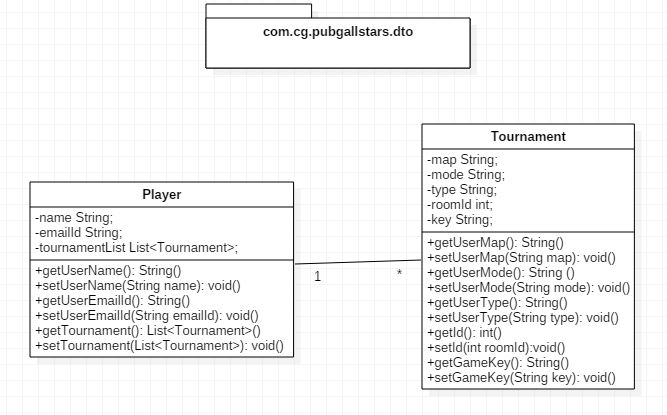 com.cg.pubgallstars.dto
Player
-name String;
-emailId String;
-tournamentList List<Tournament>;
+getUserName(): String()
+setUserName(String name): void()
+getUserEmailId(): String()
+setUserEmailId(String emailId): void()
+getTournament(): List<Tournament>()
+setTournament(List<Tournament>): void()
1
*
Tournament
-map String;
-mode String;
-type String;
-roomId int;
-key String;
+getUserMap(): String()
+setUserMap(String map): void()
+getUserMode(): String ()
+setUserMode(String mode): void()
+getUserType(): String()
+setUserType(String type): void()
+getId(): int()
+setId(int roomId):void()
+getGameKey(): String()
+setGameKey(String key): void()